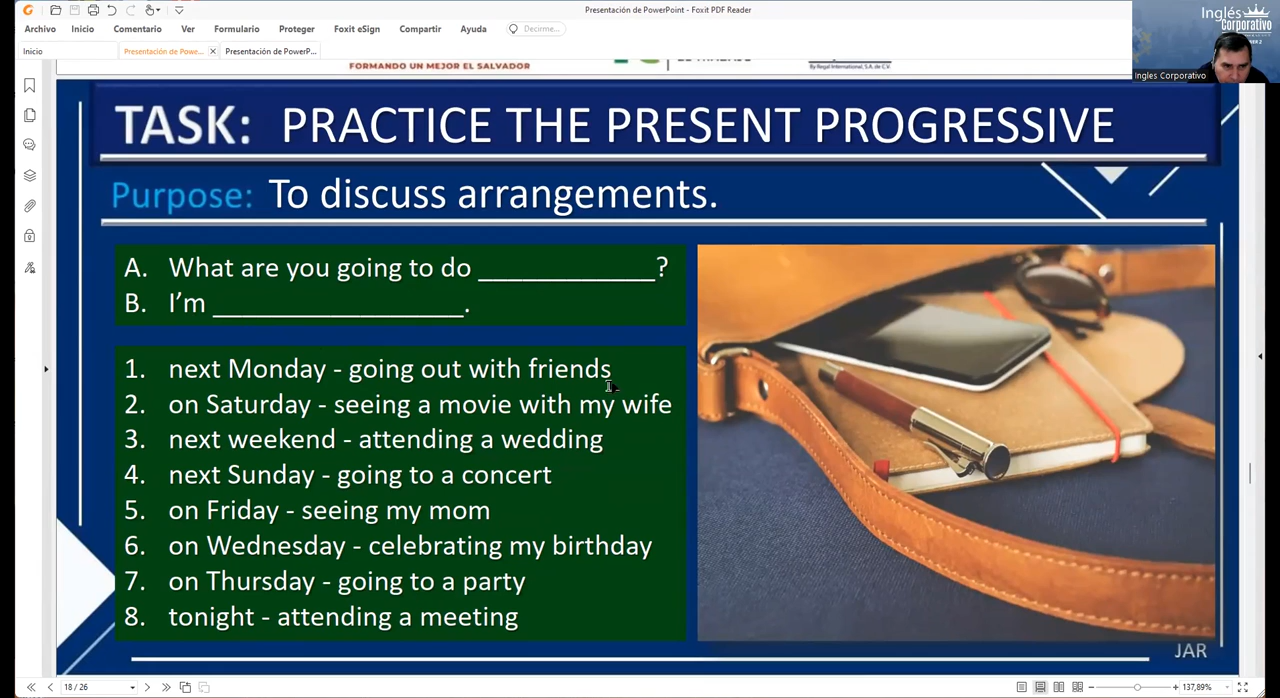 Presentación de PowerPoint - Foxit PDF Reader
Archivo Inicio Comentario Ver Formulario Proteger Foxit eSign Compartir Ayuda Decirme...
Inicio Presentación de Powe... Presentación de PowerP...
FORMANDO UN MEJOR EL SALVADOR
By Regal International, S.A. de C.V.
Inglés
Corporativo
Ingles Corporativo
TASK: PRACTICE THE PRESENT PROGRESSIVE
Purpose: To discuss arrangements.
A. What are you going to do _____________?
B. I'm __________________.
1. next Monday - going out with friends
2. on Saturday - seeing a movie with my wife
3. next weekend - attending a wedding
4. next Sunday - going to a concert
5. on Friday - seeing my mom
6. on Wednesday - celebrating my birthday
7. on Thursday - going to a party
8. tonight - attending a meeting
JAR
18 / 26
137,89%